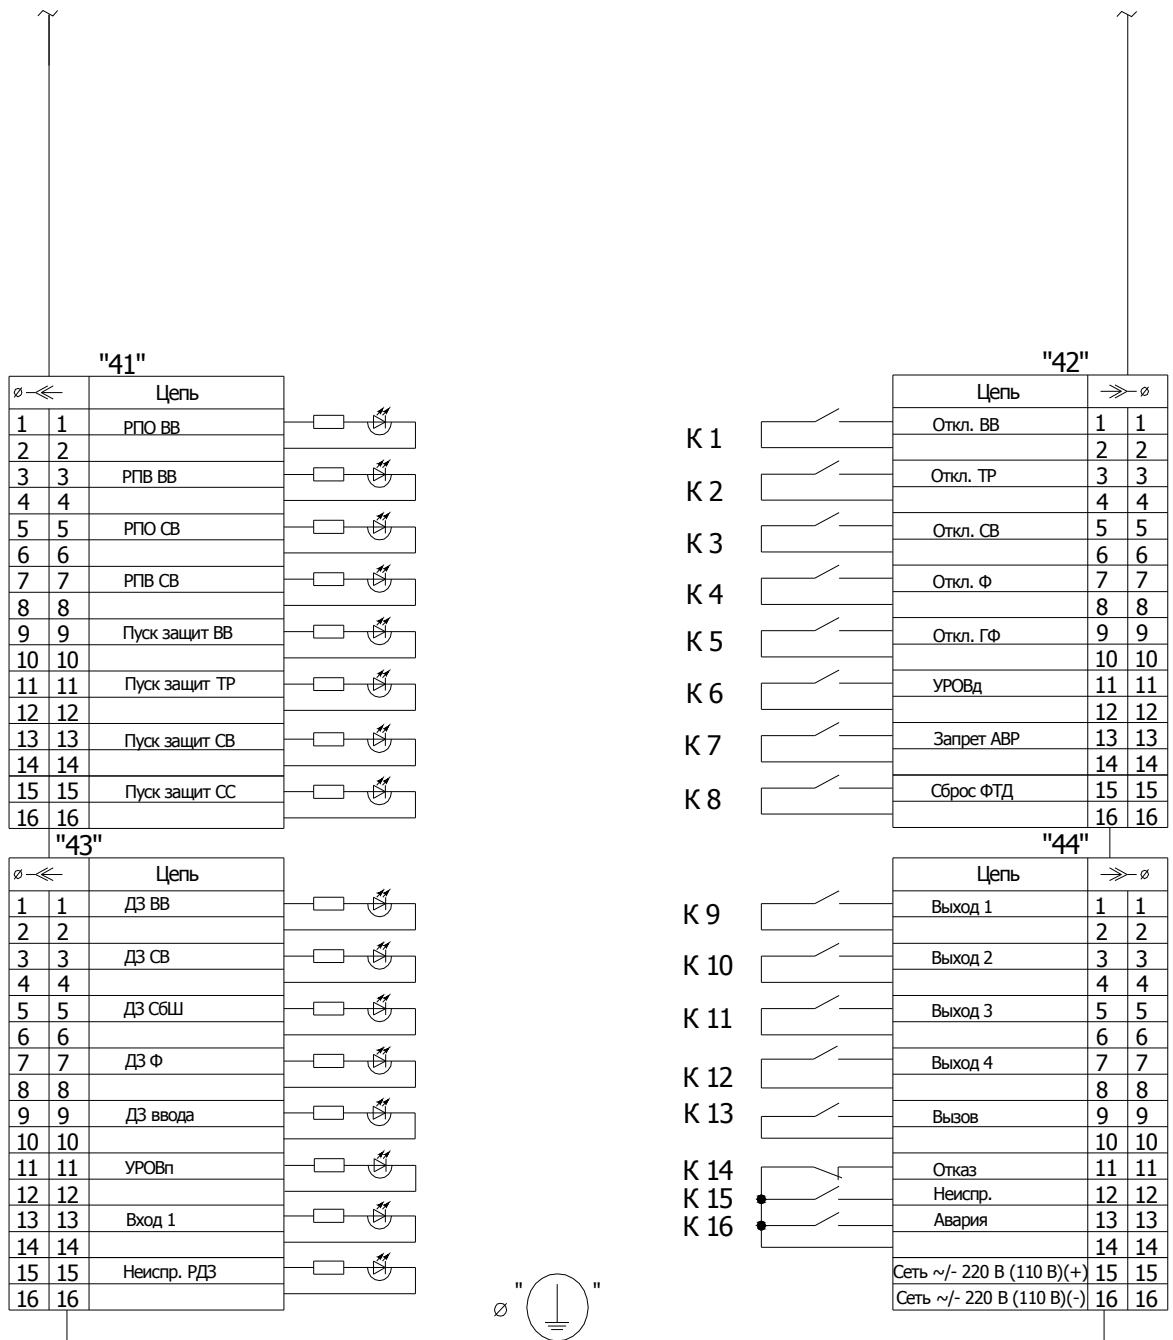 "41"
Цепь
1 1 РПО ВВ
2 2
3 3 РПВ ВВ
4 4
5 5 РПО СВ
6 6
7 7 РПВ СВ
8 8
9 9 Пуск защит ВВ
10 10
11 11 Пуск защит ТР
12 12
13 13 Пуск защит СВ
14 14
15 15 Пуск защит СС
16 16
"42"
Цепь
К 1 Откл. ВВ 1 1
2 2
К 2 Откл. ТР 3 3
4 4
К 3 Откл. СВ 5 5
6 6
К 4 Откл. Ф 7 7
8 8
К 5 Откл. ГФ 9 9
10 10
К 6 УРОВд 11 11
12 12
К 7 Запрет АВР 13 13
14 14
К 8 Сброс ФТД 15 15
16 16
"43"
Цепь
1 1 ДЗ ВВ
2 2
3 3 ДЗ СВ
4 4
5 5 ДЗ СбШ
6 6
7 7 ДЗ Ф
8 8
9 9 ДЗ ввода
10 10
11 11 УРОВп
12 12
13 13 Вход 1
14 14
15 15 Неиспр. РДЗ
16 16
"44"
Цепь
К 9 Выход 1 1 1
2 2
К 10 Выход 2 3 3
4 4
К 11 Выход 3 5 5
6 6
К 12 Выход 4 7 7
8 8
К 13 Вызов 9 9
10 10
К 14 Отказ 11 11
К 15 Неиспр. 12 12
К 16 Авария 13 13
14 14
Сеть ~/- 220 В (110 В)(+) 15 15
Сеть ~/- 220 В (110 В)(-) 16 16
" "